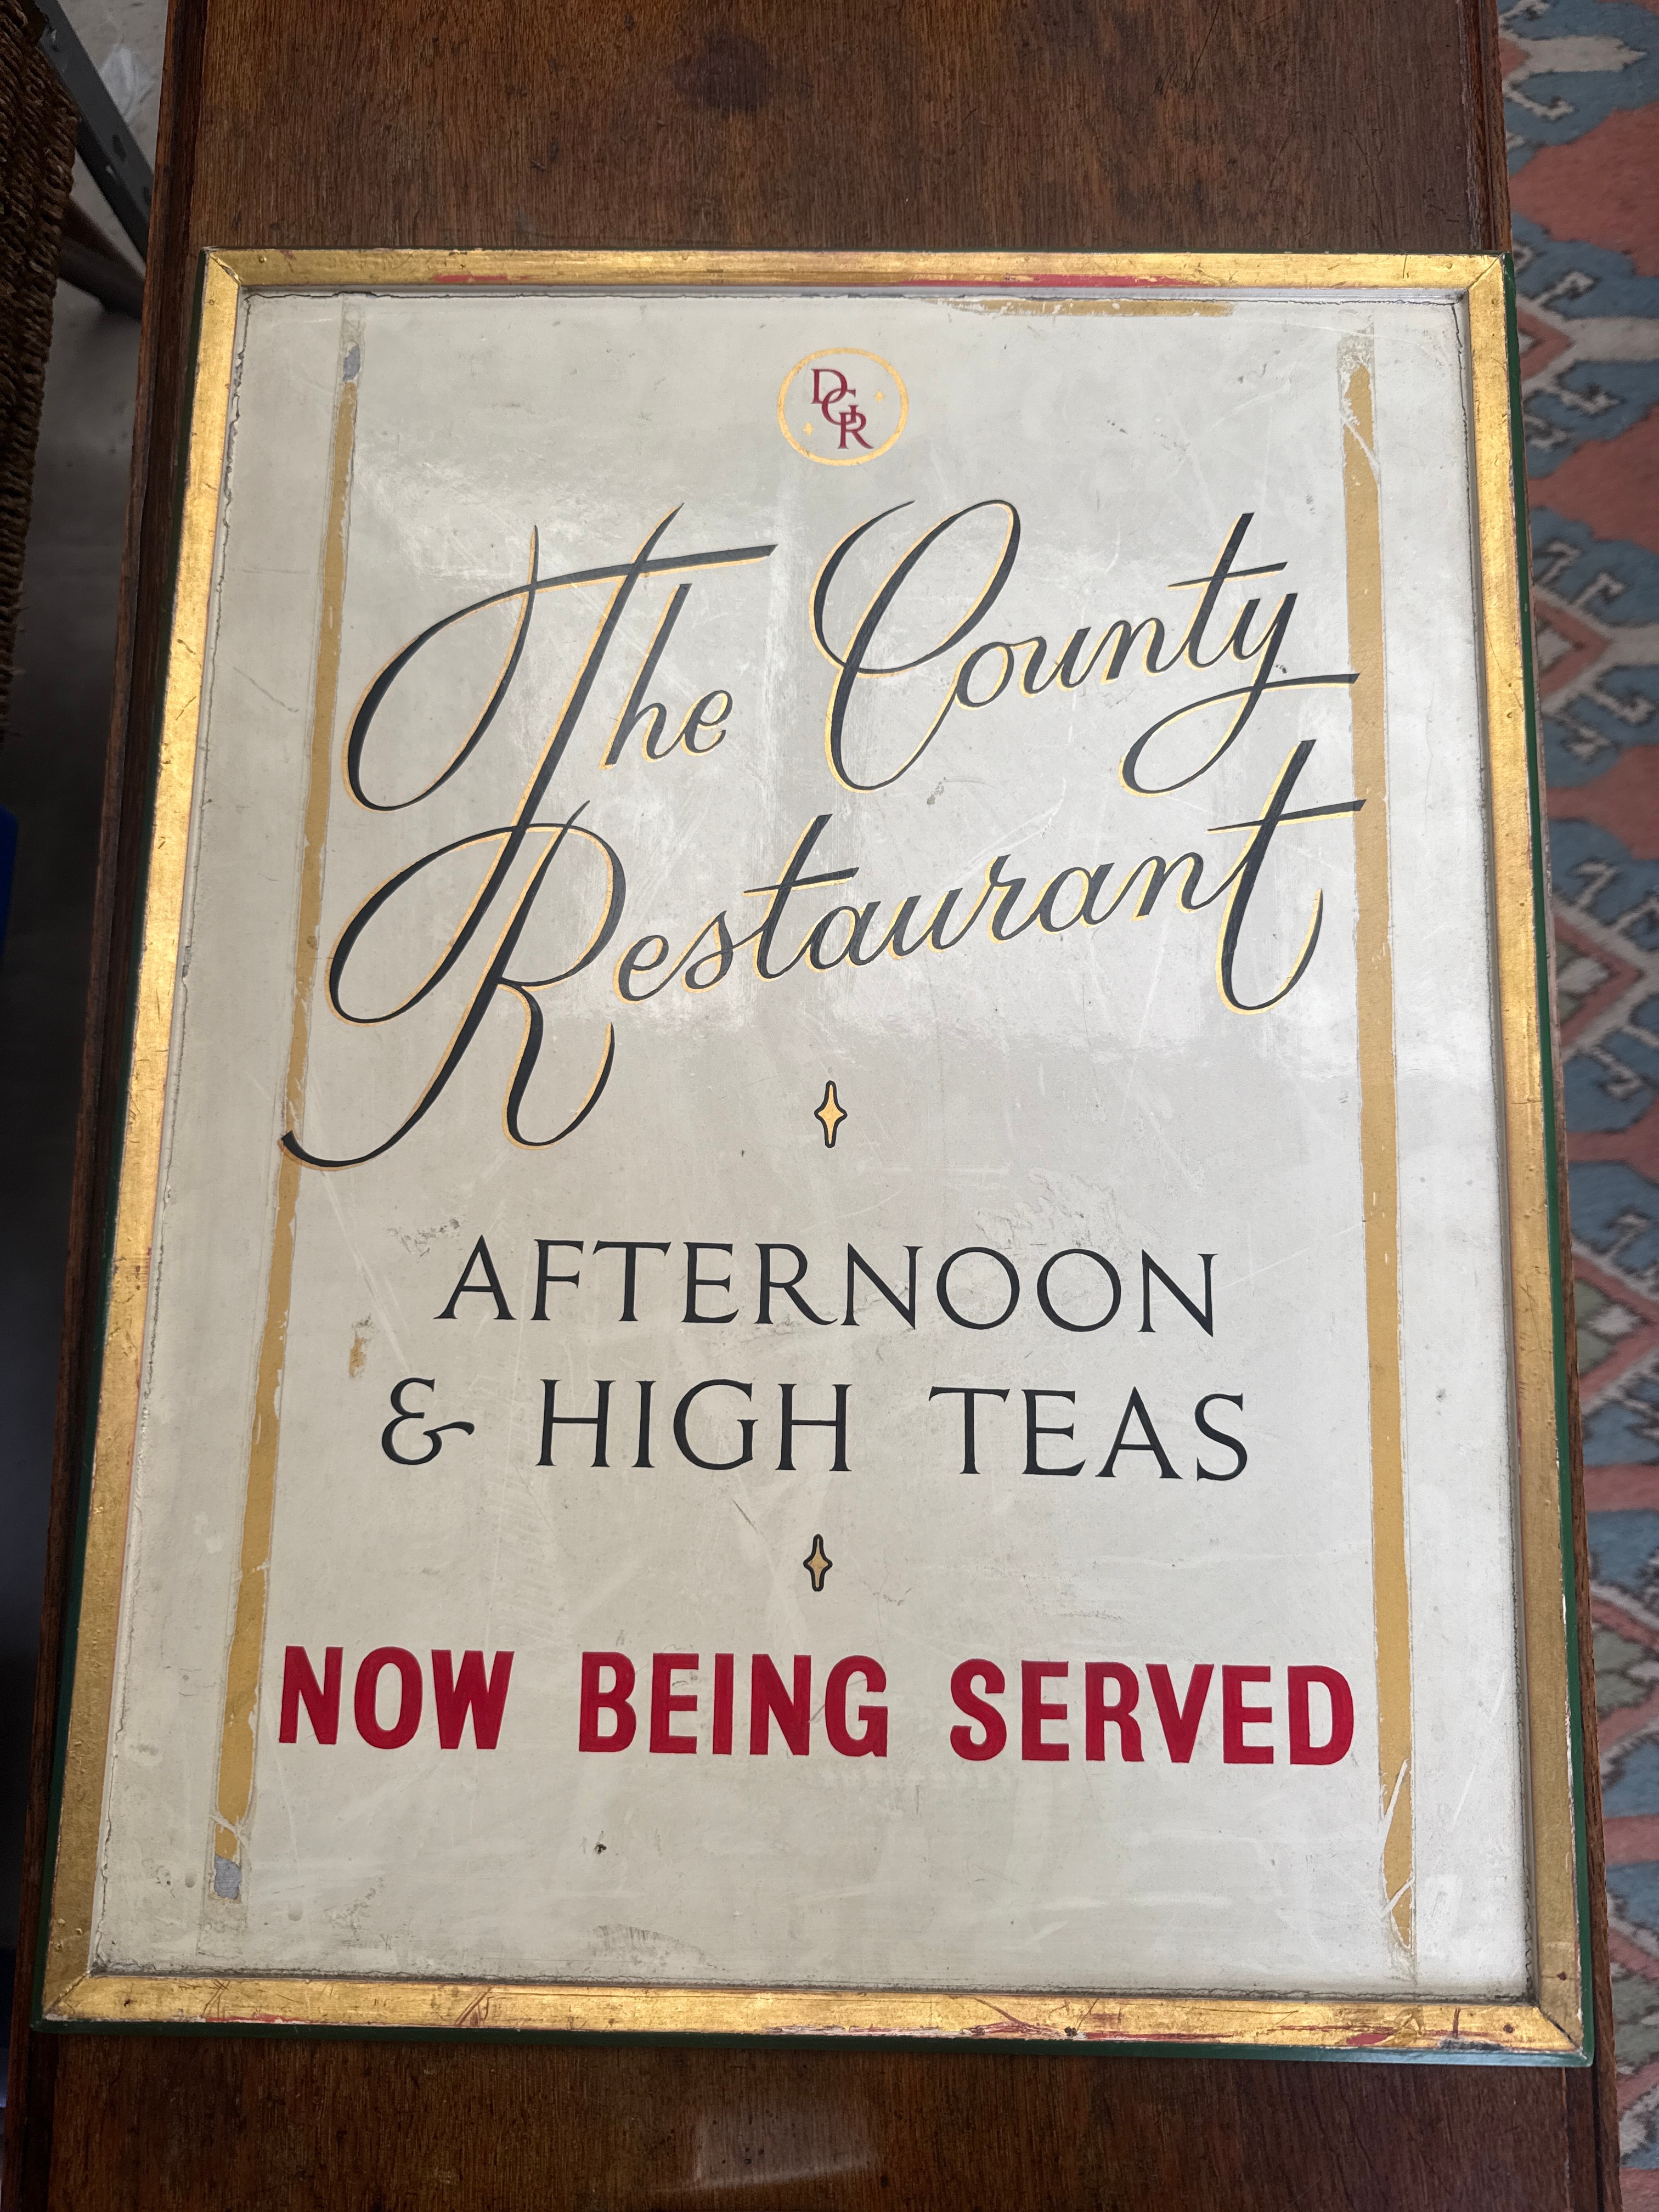 DCR
The County
Restaurant
AFTERNOON
& HIGH TEAS
NOW BEING SERVED